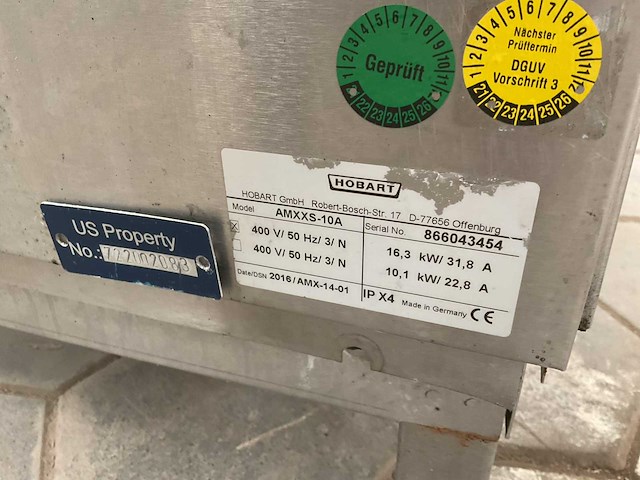 Geprüft
1 2 3 4 5 6 7 8 9 10 11
22 23 24 25 26
Nächster
Prüftermin
DGUV
Vorschrift 3
1 2 3 4 5 6 7 8 9 10 11 12
21 22 23 24 25 26
HOBART
HOBART GmbH Robert-Bosch-Str. 17 D-77656 Offenburg
Model AMXXS-10A Serial No 866043454
400 V/ 50 Hz/ 3/ N 16,3 kW/ 31,8 A
400 V/ 50 Hz/ 3/ N 10,1 kW/ 22,8 A
Date/DSN 2016/AMX-14-01 IP X4 Made in Germany CE
US Property
No.: